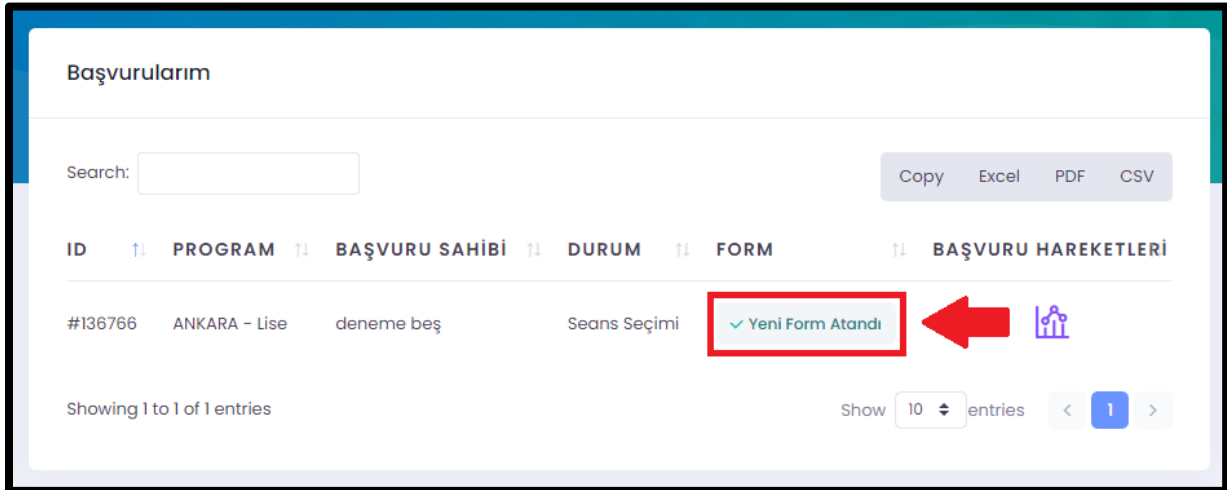 Başvurularım
Search:
Copy Excel PDF CSV
ID PROGRAM BAŞVURU SAHİBİ DURUM FORM BAŞVURU HAREKETLERİ
#136766 ANKARA - Lise deneme beş Seans Seçimi Yeni Form Atandı
Showing 1 to 1 of 1 entries Show 10 entries 1